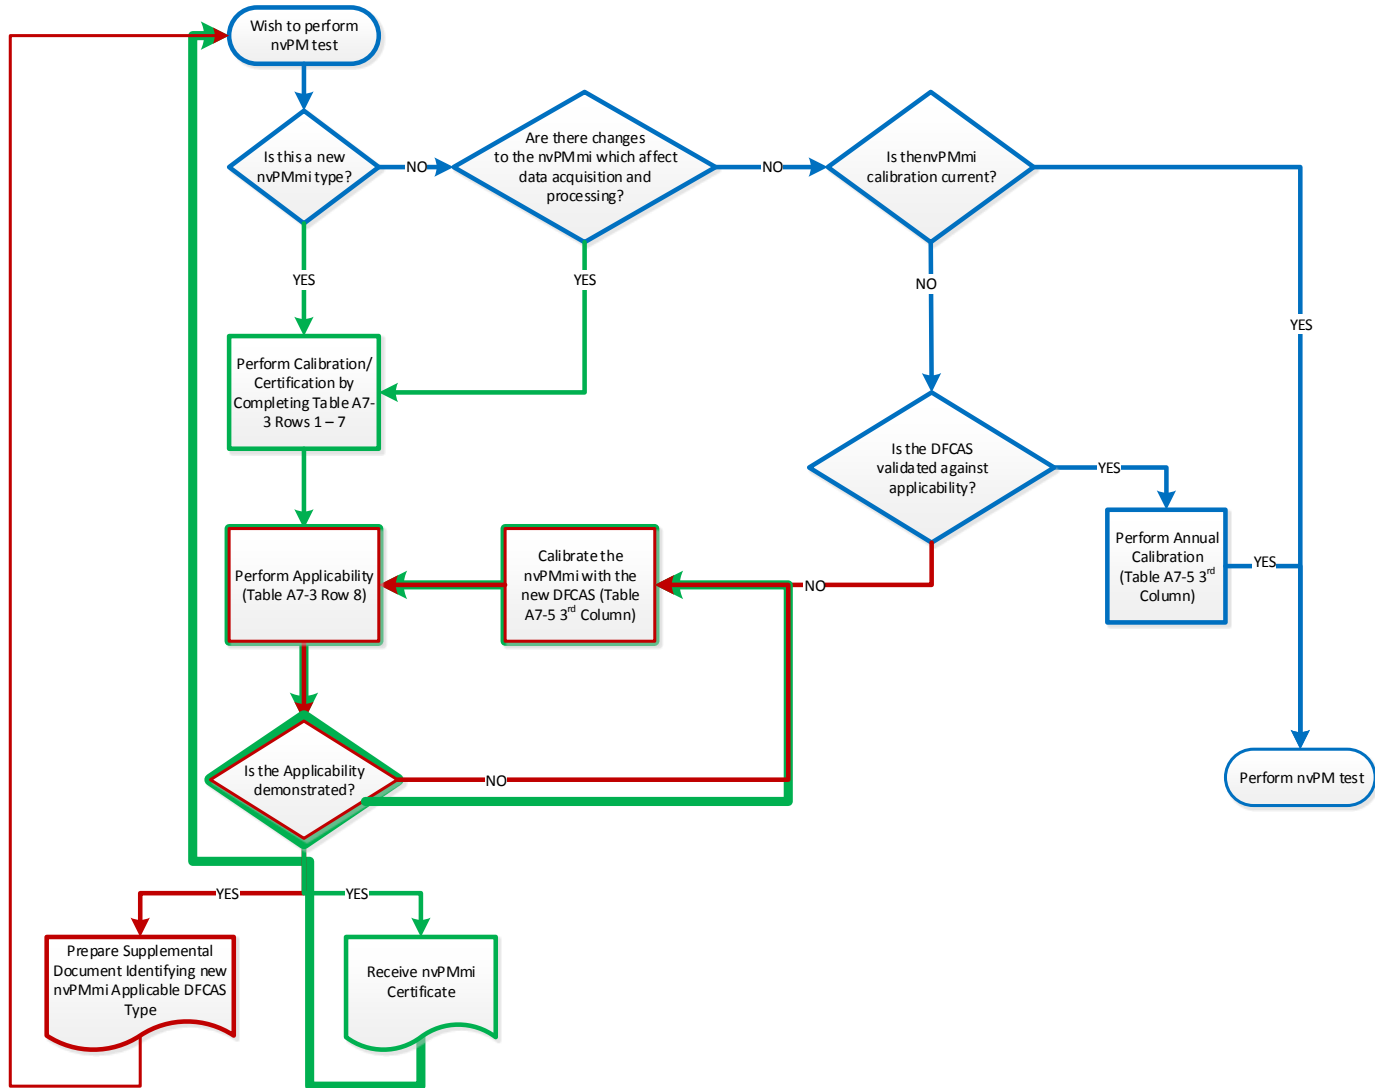 Wish to perform
nvPM test
Is this a new
nvPMmi type?
NO
Are there changes
to the nvPMmi which affect
data acquisition and
processing?
NO
Is thenvPMmi
calibration current?
YES
YES
NO
YES
Perform Calibration/
Certification by
Completing Table A7-
3 Rows 1 – 7
Is the DFCAS
validated against
applicability?
YES
Perform Annual
Calibration
(Table A7-5 3rd
Column)
YES
NO
Calibrate the
nvPMmi with the
new DFCAS (Table
A7-5 3rd Column)
Perform Applicability
(Table A7-3 Row 8)
Is the Applicability
demonstrated?
NO
Perform nvPM test
YES
YES
Prepare Supplemental
Document Identifying new
nvPMmi Applicable DFCAS
Type
Receive nvPMmi
Certificate